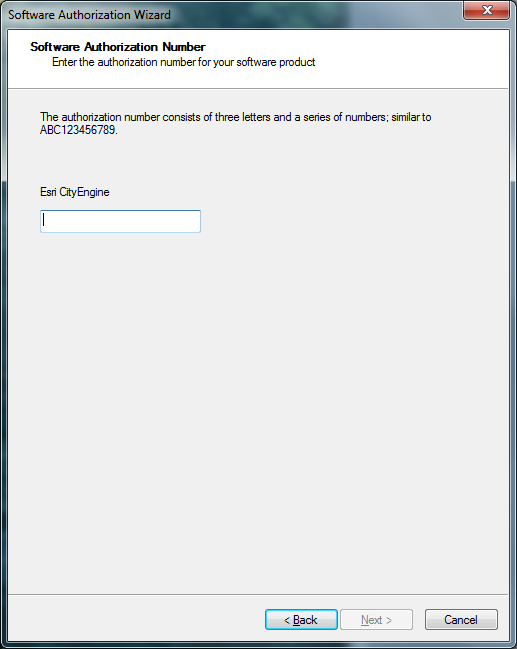 Software Authorization Wizard
Software Authorization Number
Enter the authorization number for your software product
The authorization number consists of three letters and a series of numbers; similar to
ABC123456789.
Esri CityEngine
< Back
Next >
Cancel